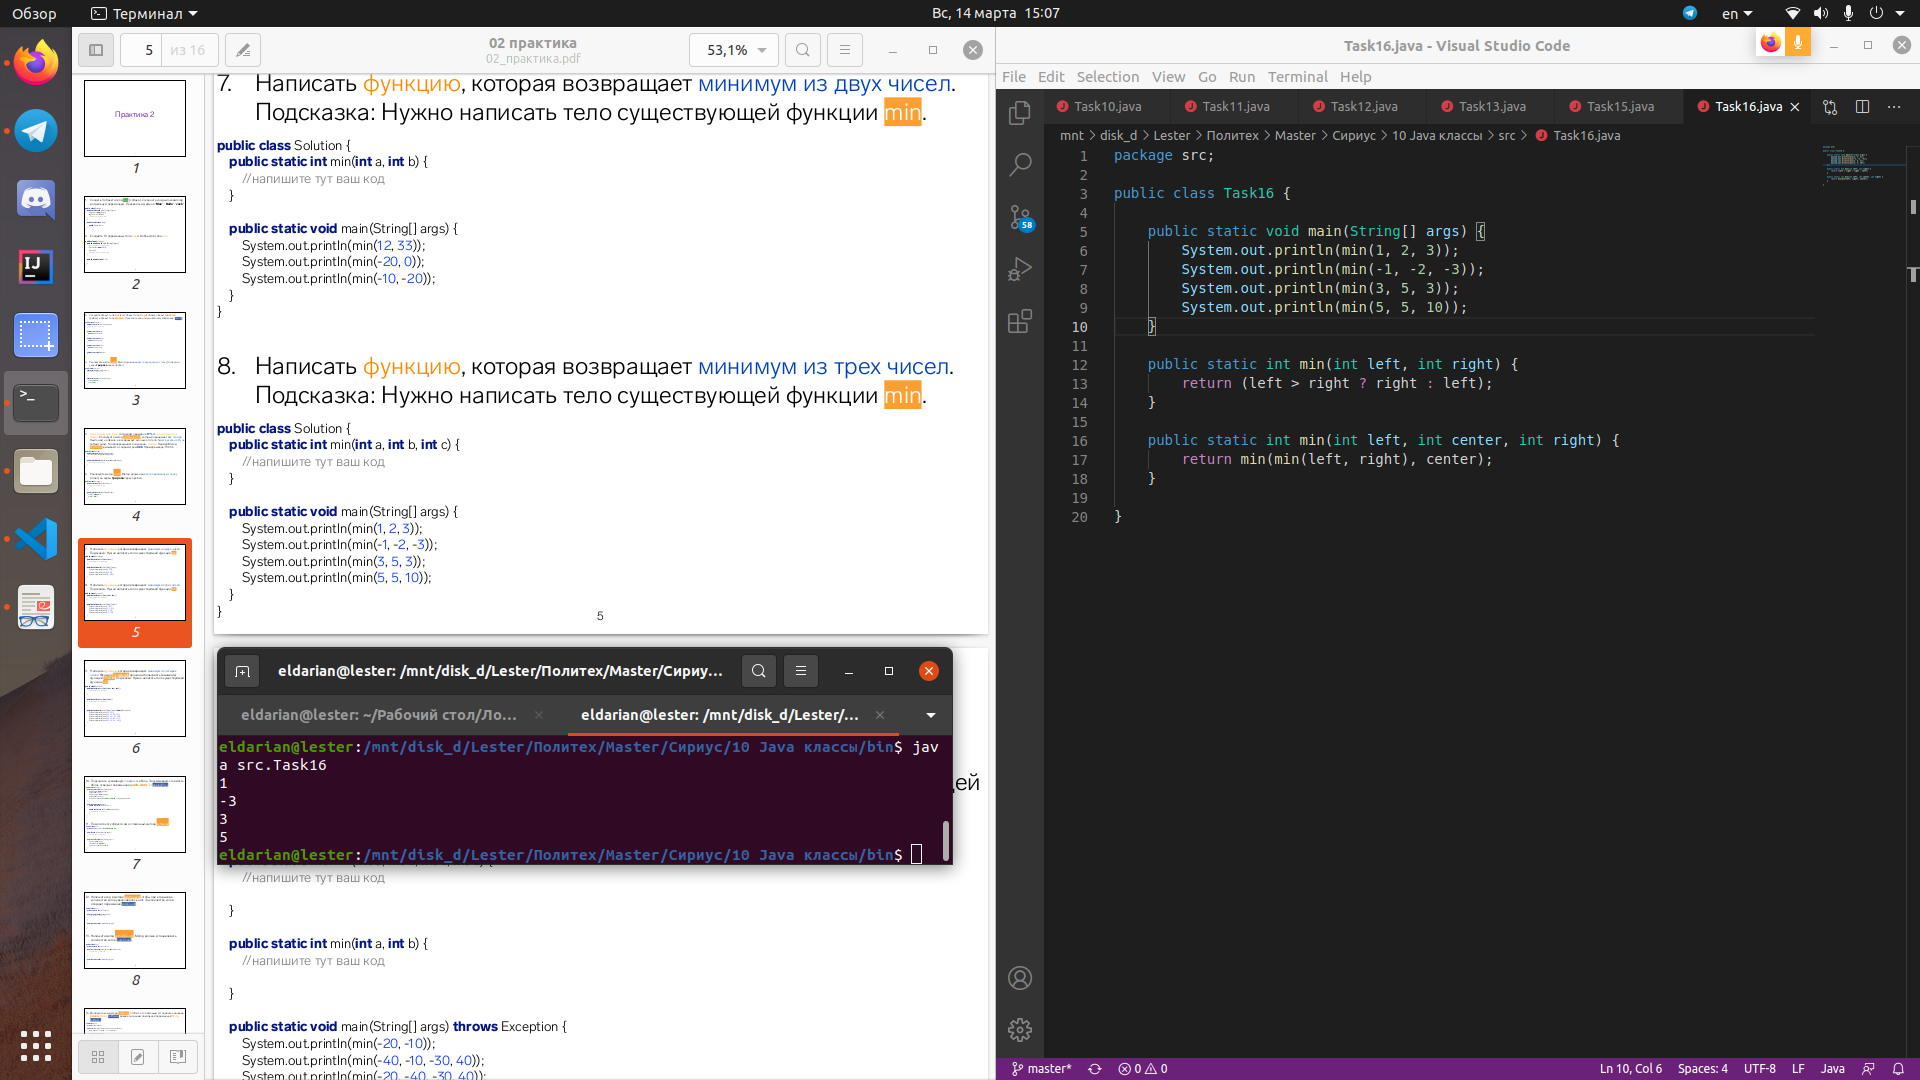 Обзор
Терминал
Вс, 14 марта 15:07
en
5 из 16
02 практика
02_практика.pdf
53,1%
Практика 2
1
2
3
4
5
6
7
8
7. Написать функцию, которая возвращает минимум из двух чисел.
Подсказка: Нужно написать тело существующей функции min.
public class Solution {
public static int min(int a, int b) {
//напишите тут ваш код
}
public static void main(String[] args) {
System.out.println(min(12, 33));
System.out.println(min(-20, 0));
System.out.println(min(-10, -20));
}
}
8. Написать функцию, которая возвращает минимум из трех чисел.
Подсказка: Нужно написать тело существующей функции min.
public class Solution {
public static int min(int a, int b, int c) {
//напишите тут ваш код
}
public static void main(String[] args) {
System.out.println(min(1, 2, 3));
System.out.println(min(-1, -2, -3));
System.out.println(min(3, 5, 3));
System.out.println(min(5, 5, 10));
}
}
5
eldarian@lester: /mnt/disk_d/Lester/Политех/Master/Сириу...
eldarian@lester: ~/Рабочий стол/Ло...
eldarian@lester: /mnt/disk_d/Lester/...
eldarian@lester:/mnt/disk_d/Lester/Политех/Master/Сириус/10 Java классы/bin$ jav
a src.Task16
1
-3
3
5
eldarian@lester:/mnt/disk_d/Lester/Политех/Master/Сириус/10 Java классы/bin$
//напишите тут ваш код
}
public static int min(int a, int b) {
//напишите тут ваш код
}
public static void main(String[] args) throws Exception {
System.out.println(min(-20, -10));
System.out.println(min(-40, -10, -30, 40));
System.out.println(min(-20, -40, -30, 40));
Task16.java - Visual Studio Code
File Edit Selection View Go Run Terminal Help
Task10.java
Task11.java
Task12.java
Task13.java
Task15.java
Task16.java
mnt > disk_d > Lester > Политех > Master > Сириус > 10 Java классы > src > Task16.java
58
1 package src;
2
3 public class Task16 {
4
5 public static void main(String[] args) {
6 System.out.println(min(1, 2, 3));
7 System.out.println(min(-1, -2, -3));
8 System.out.println(min(3, 5, 3));
9 System.out.println(min(5, 5, 10));
10 }
11
12 public static int min(int left, int right) {
13 return (left > right ? right : left);
14 }
15
16 public static int min(int left, int center, int right) {
17 return min(min(left, right), center);
18 }
19
20 }
master* 0 0
Ln 10, Col 6 Spaces: 4 UTF-8 LF Java